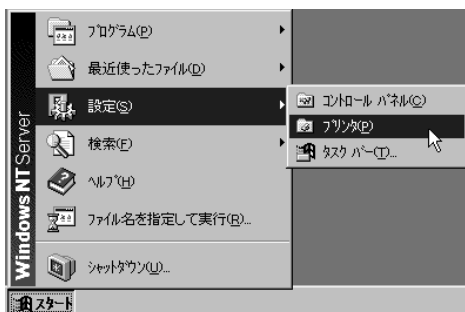 プログラム(P)
最近使ったファイル(D)
設定(S)
検索(F)
ヘルプ(H)
ファイル名を指定して実行(R)...
シャットダウン(U)...
コントロール パネル(C)
プリンタ(P)
タスク バー(T)...
Windows NT Server
スタート